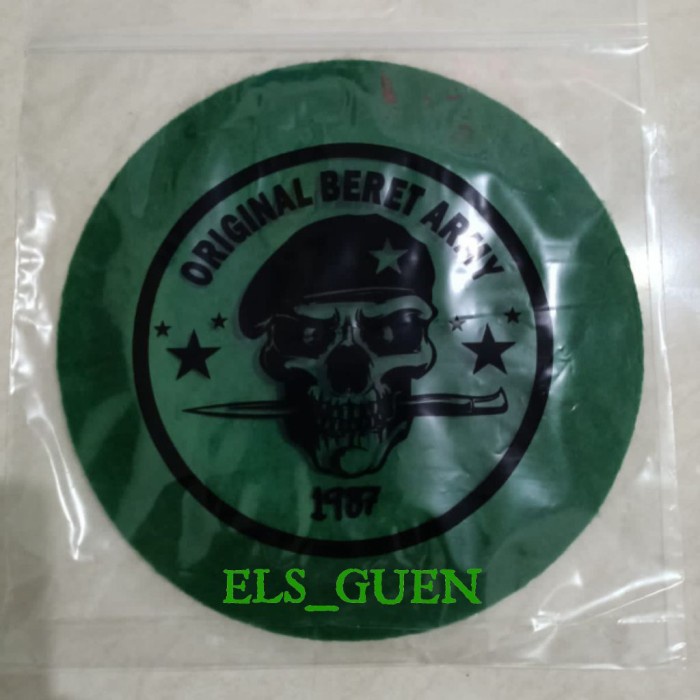 ORIGINAL BERET ARMY
1987
ELS_GUEN